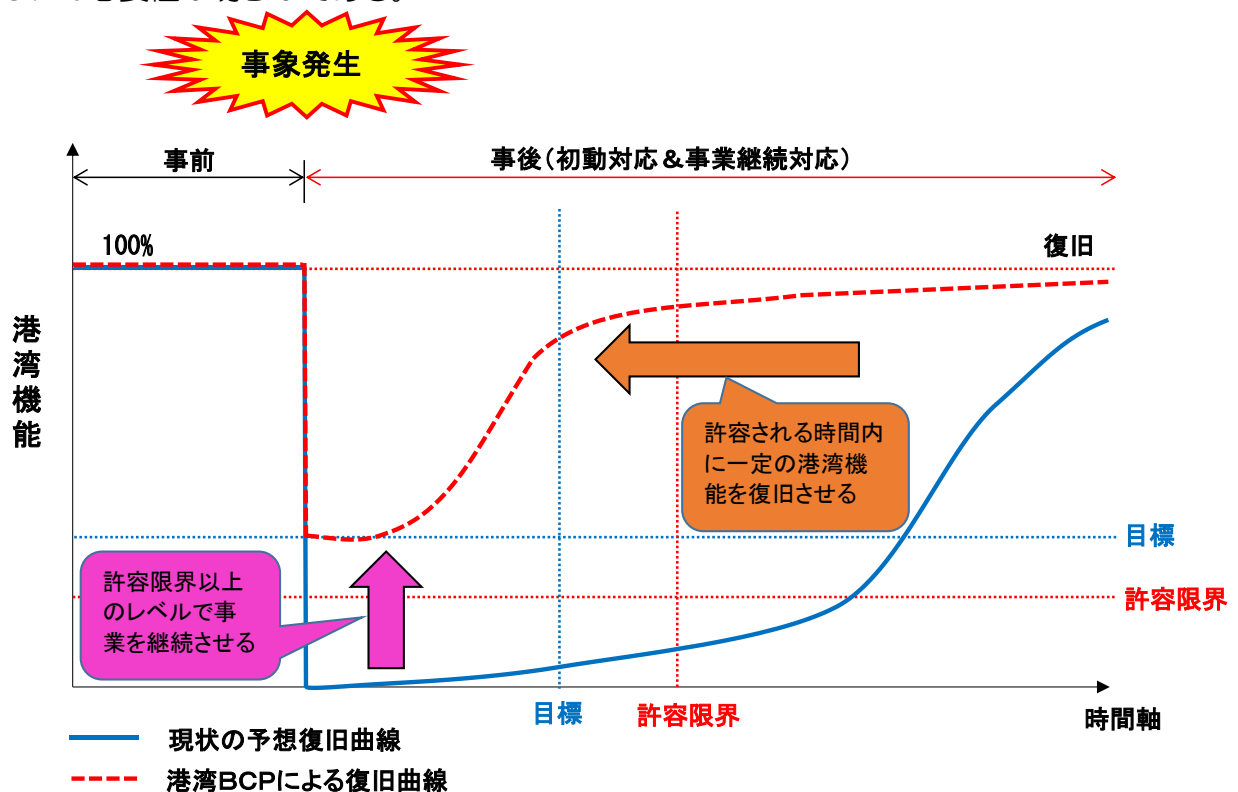 事象発生
事前
事後（初動対応＆事業継続対応）
100%
復旧
港湾機能
許容される時間内
に一定の港湾機
能を復旧させる
目標
許容限界以上
のレベルで事
業を継続させる
許容限界
目標
許容限界
時間軸
現状の予想復旧曲線
港湾ＢＣＰによる復旧曲線